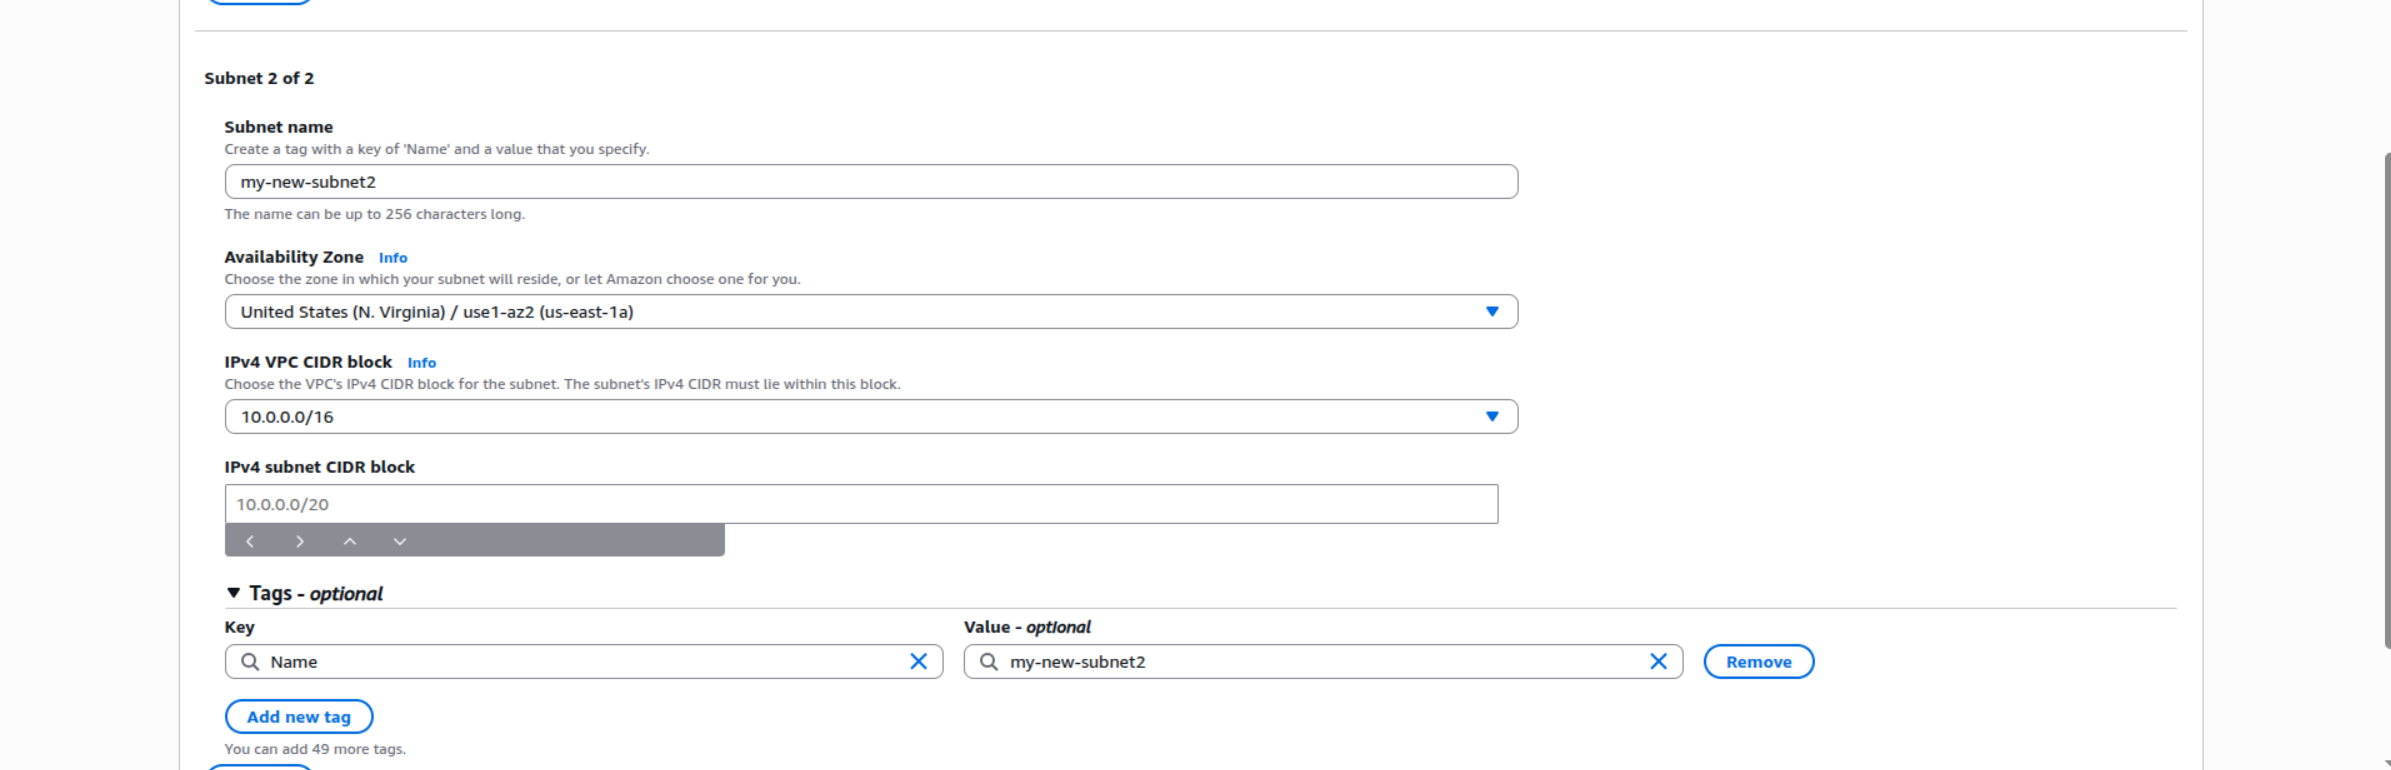 Subnet 2 of 2
Subnet name
Create a tag with a key of 'Name' and a value that you specify.
my-new-subnet2
The name can be up to 256 characters long.
Availability Zone Info
Choose the zone in which your subnet will reside, or let Amazon choose one for you.
United States (N. Virginia) / use1-az2 (us-east-1a)
IPv4 VPC CIDR block Info
Choose the VPC's IPv4 CIDR block for the subnet. The subnet's IPv4 CIDR must lie within this block.
10.0.0.0/16
IPv4 subnet CIDR block
10.0.0.0/20
Tags - optional
Key Value - optional
Name my-new-subnet2 Remove
Add new tag
You can add 49 more tags.